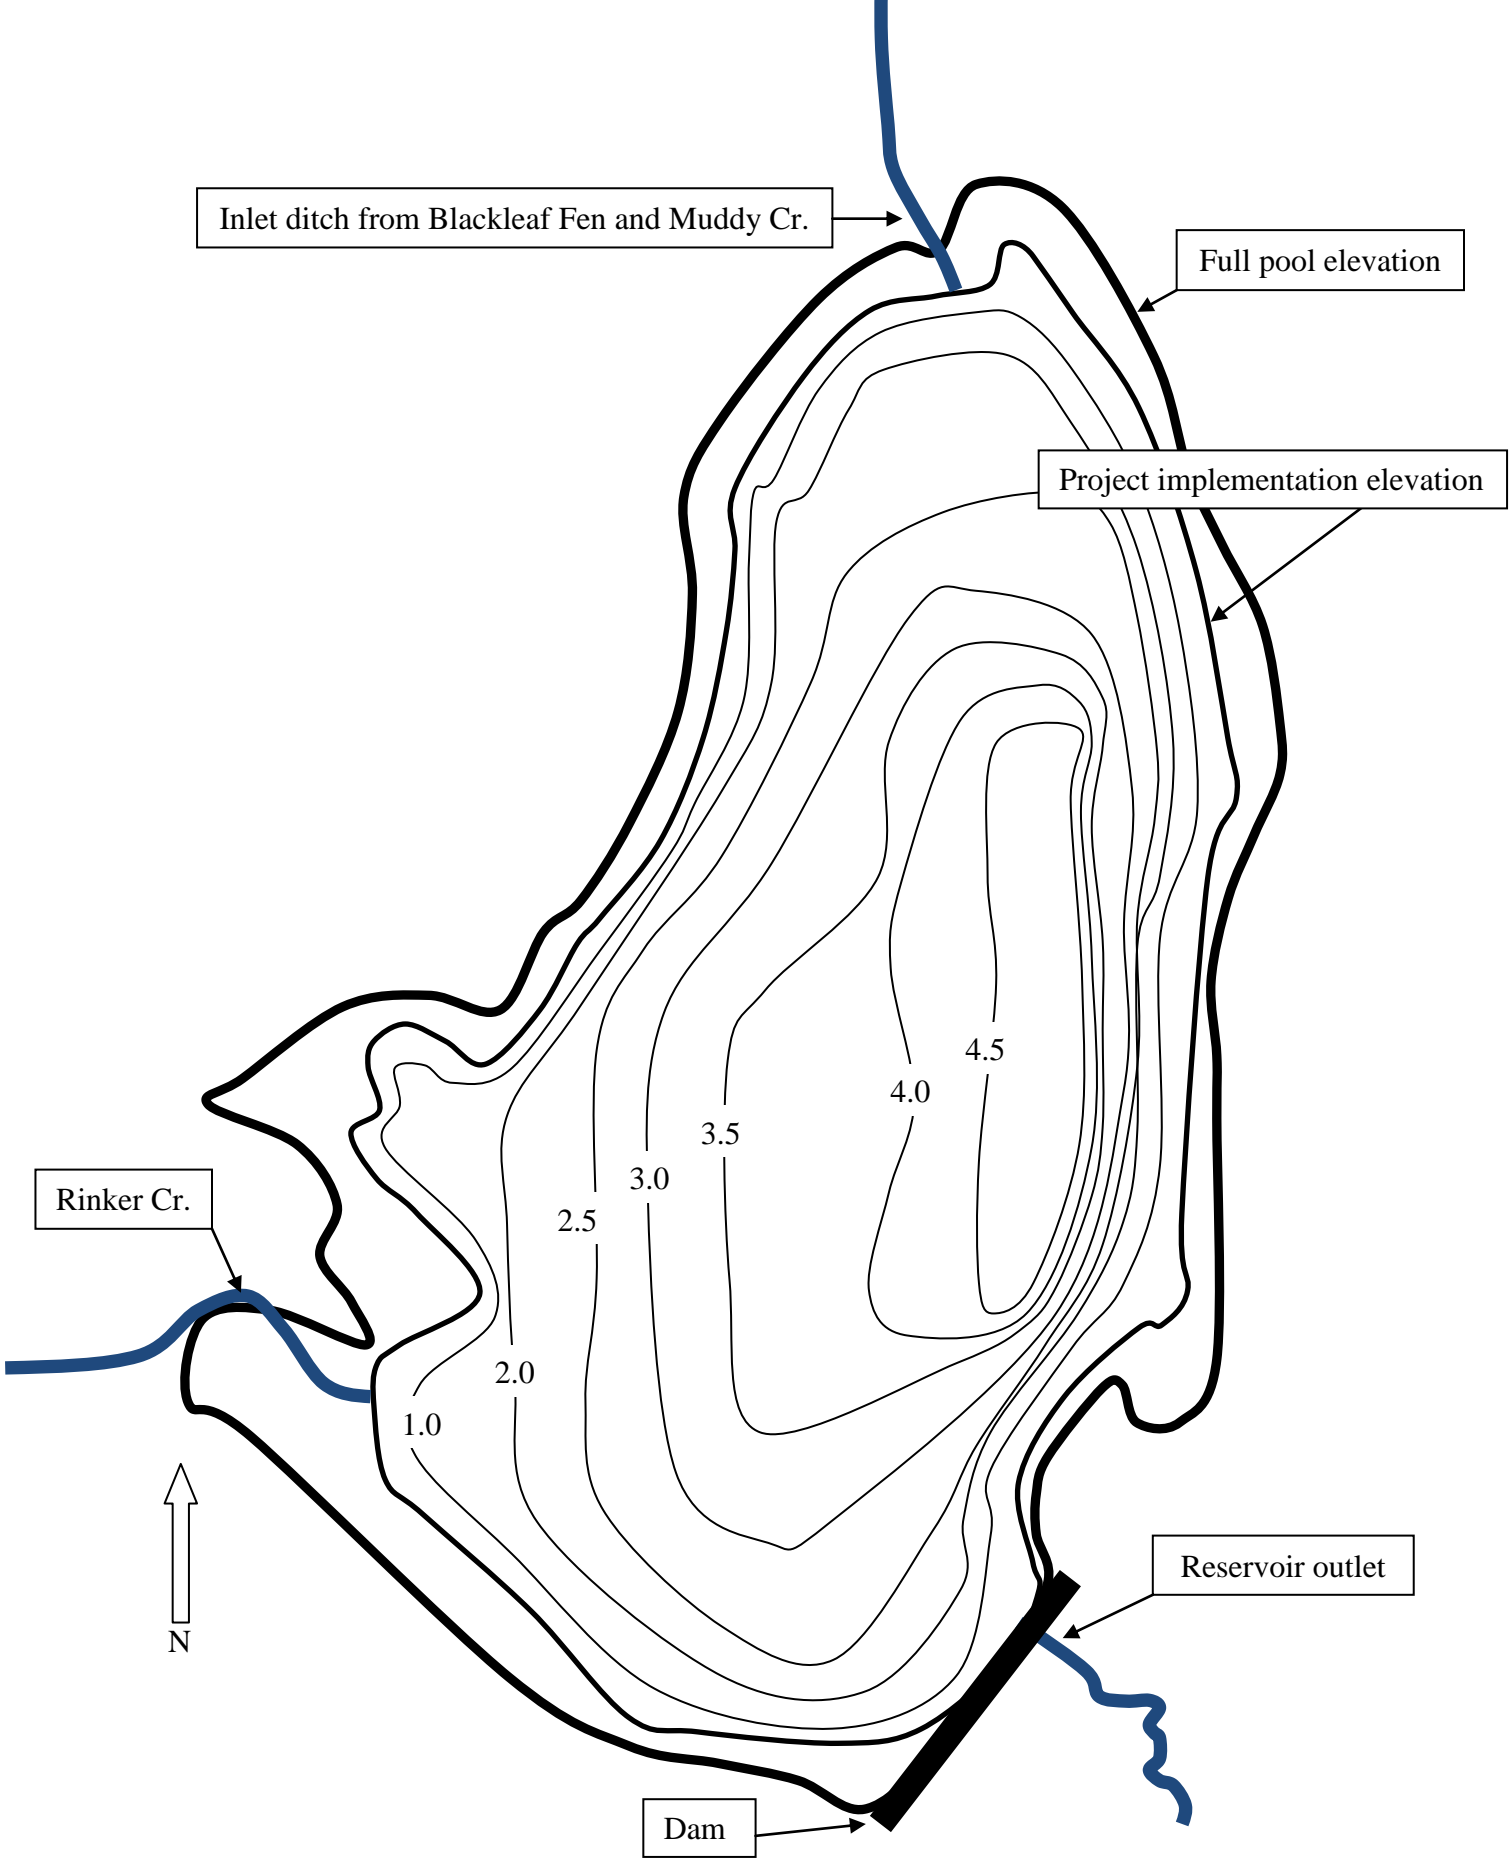 Inlet ditch from Blackleaf Fen and Muddy Cr.
Full pool elevation
Project implementation elevation
4.5
4.0
3.5
3.0
Rinker Cr.
2.5
2.0
1.0
Reservoir outlet
N
Dam